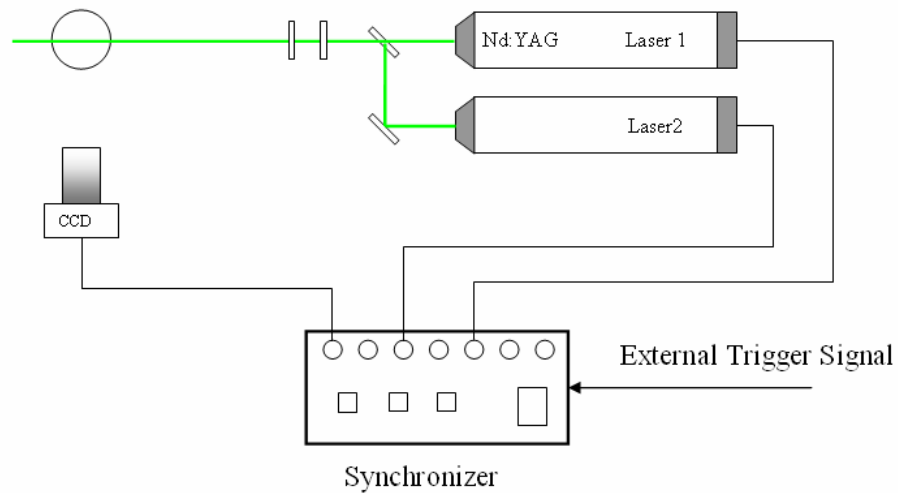 Nd:YAG Laser 1
Laser2
CCD
External Trigger Signal
Synchronizer